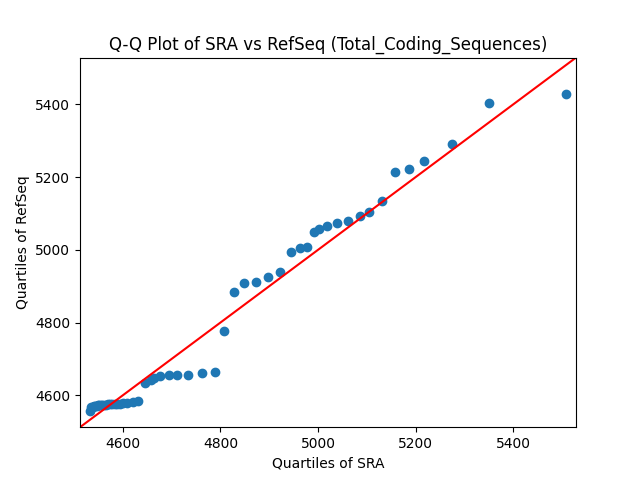 Q-Q Plot of SRA vs RefSeq (Total_Coding_Sequences)
Quartiles of RefSeq
5400
5200
5000
4800
4600
4600 4800 5000 5200 5400
Quartiles of SRA